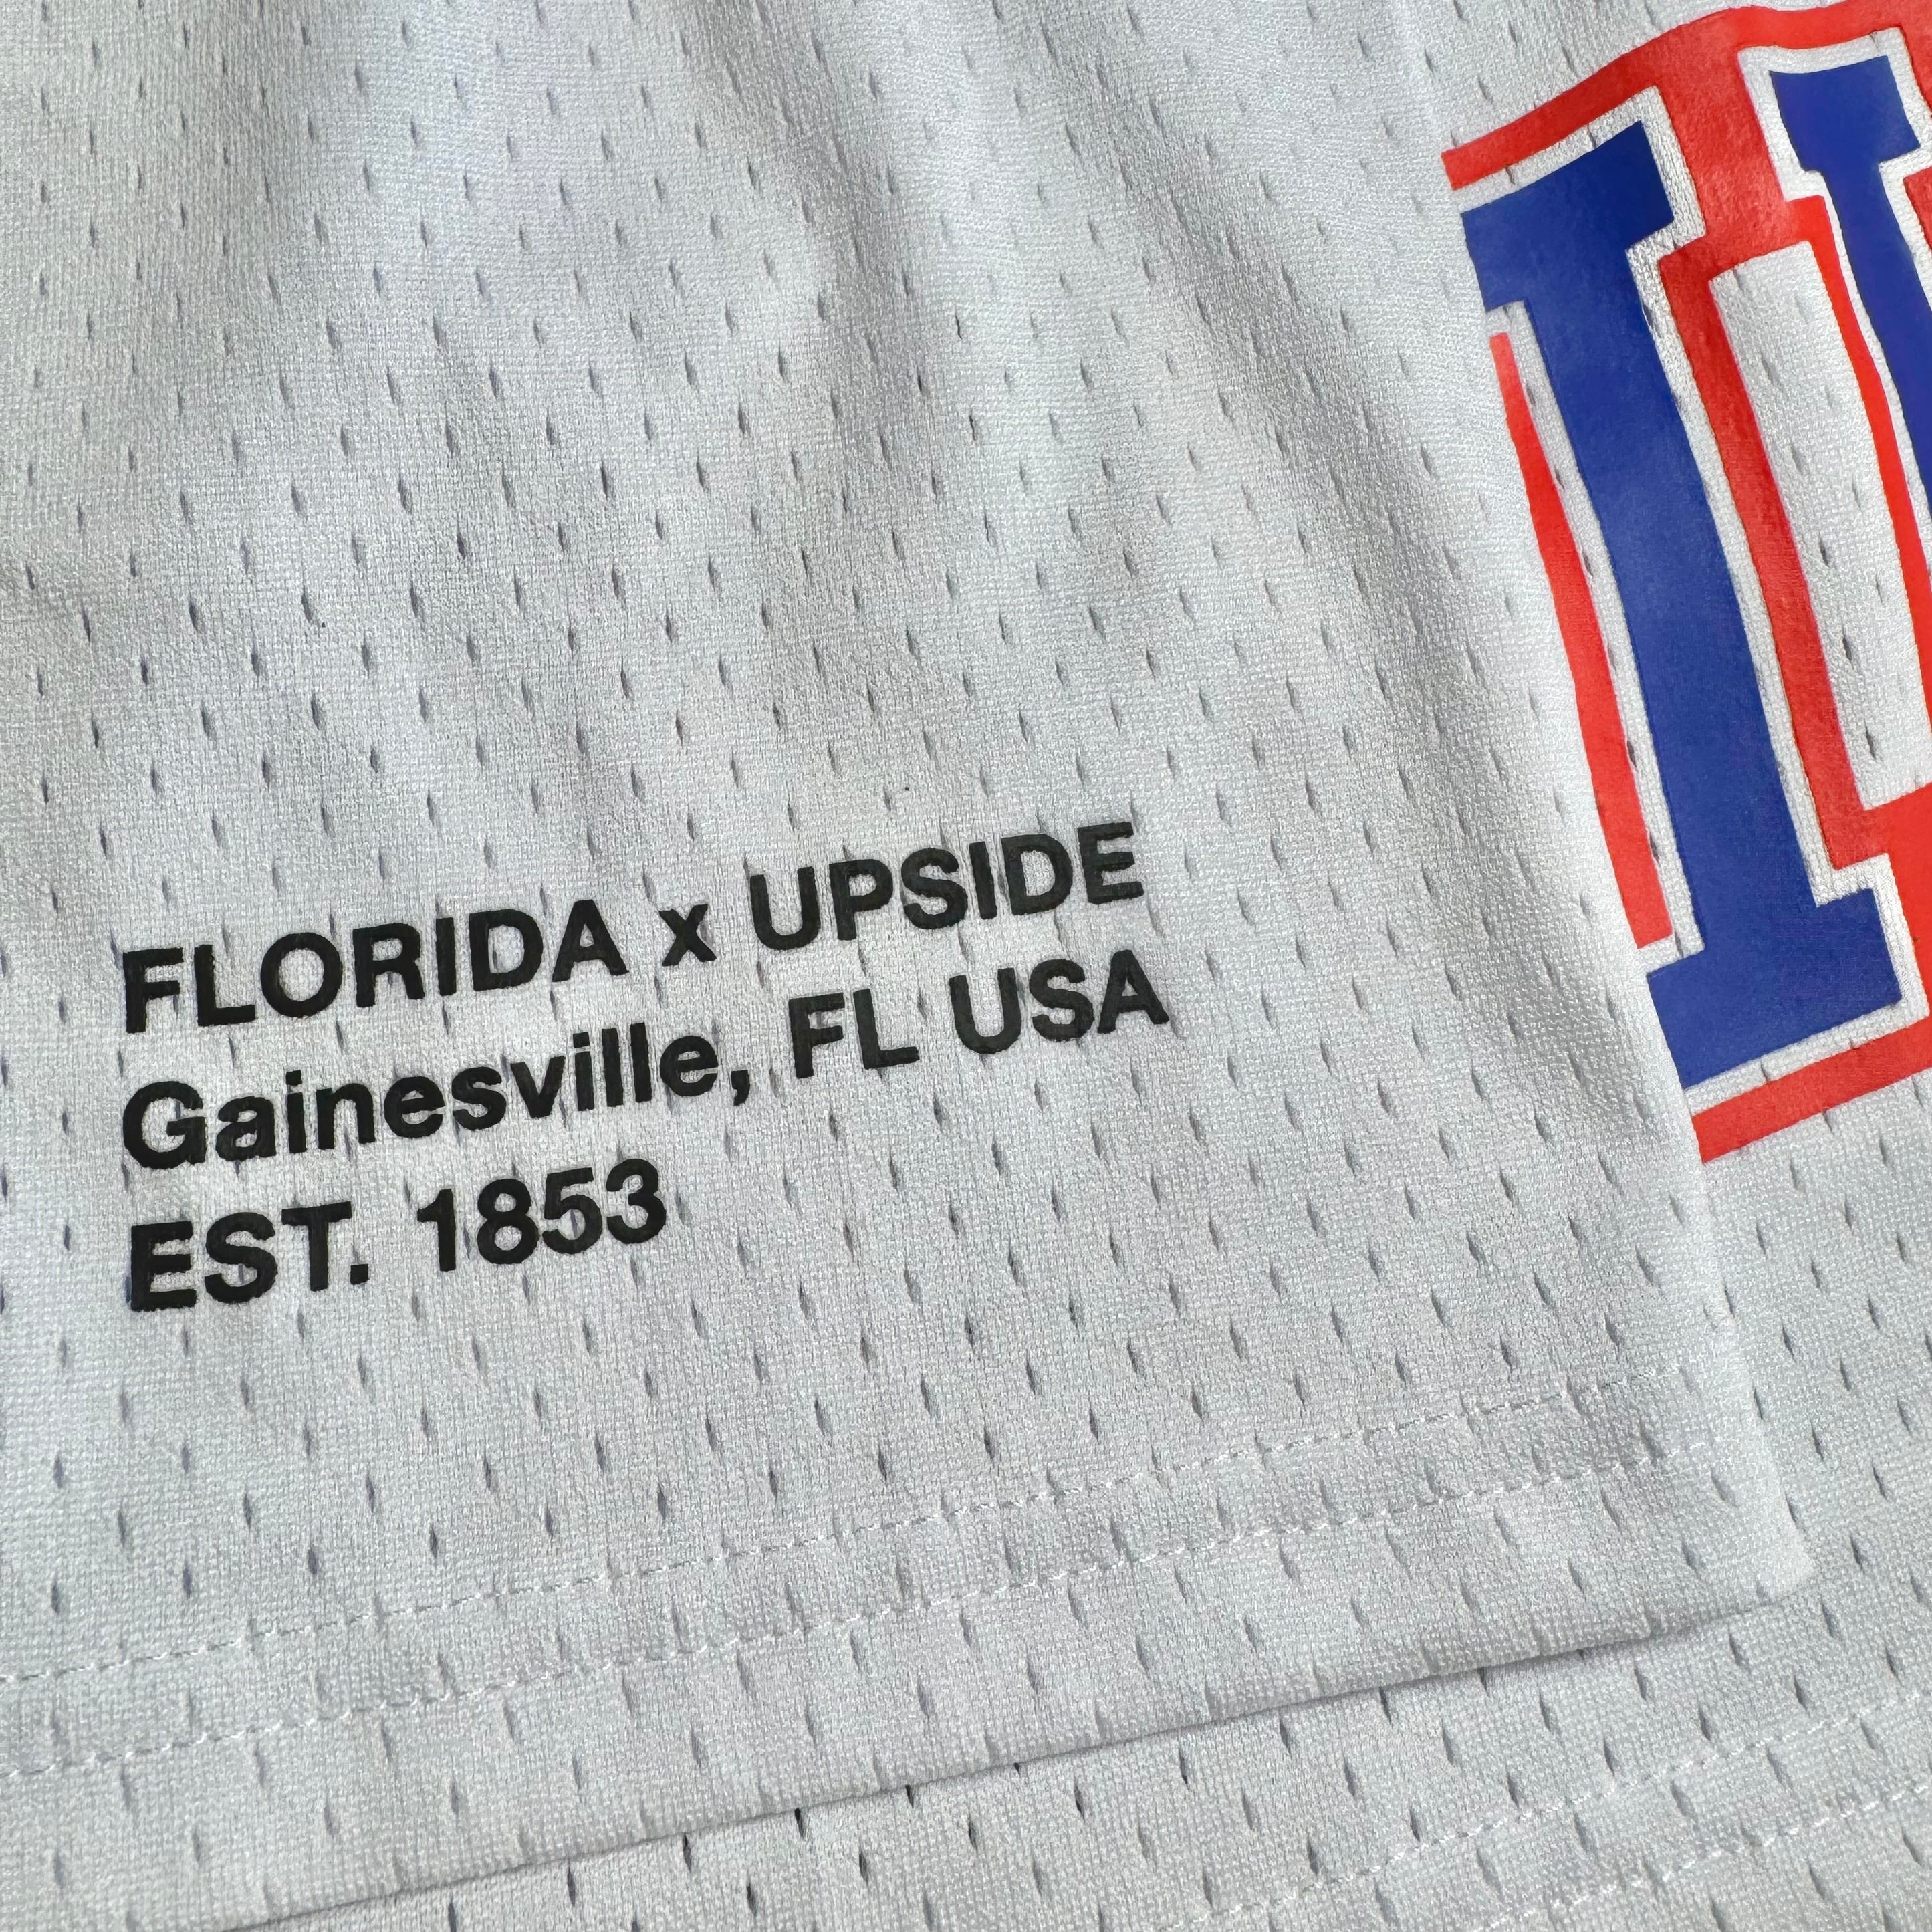 FLORIDA x UPSIDE
Gainesville, FL USA
EST. 1853